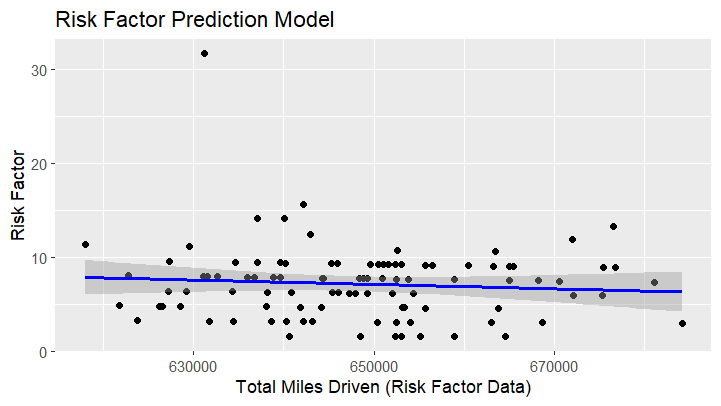 Risk Factor Prediction Model
30
20
10
0
Risk Factor
630000 650000 670000
Total Miles Driven (Risk Factor Data)